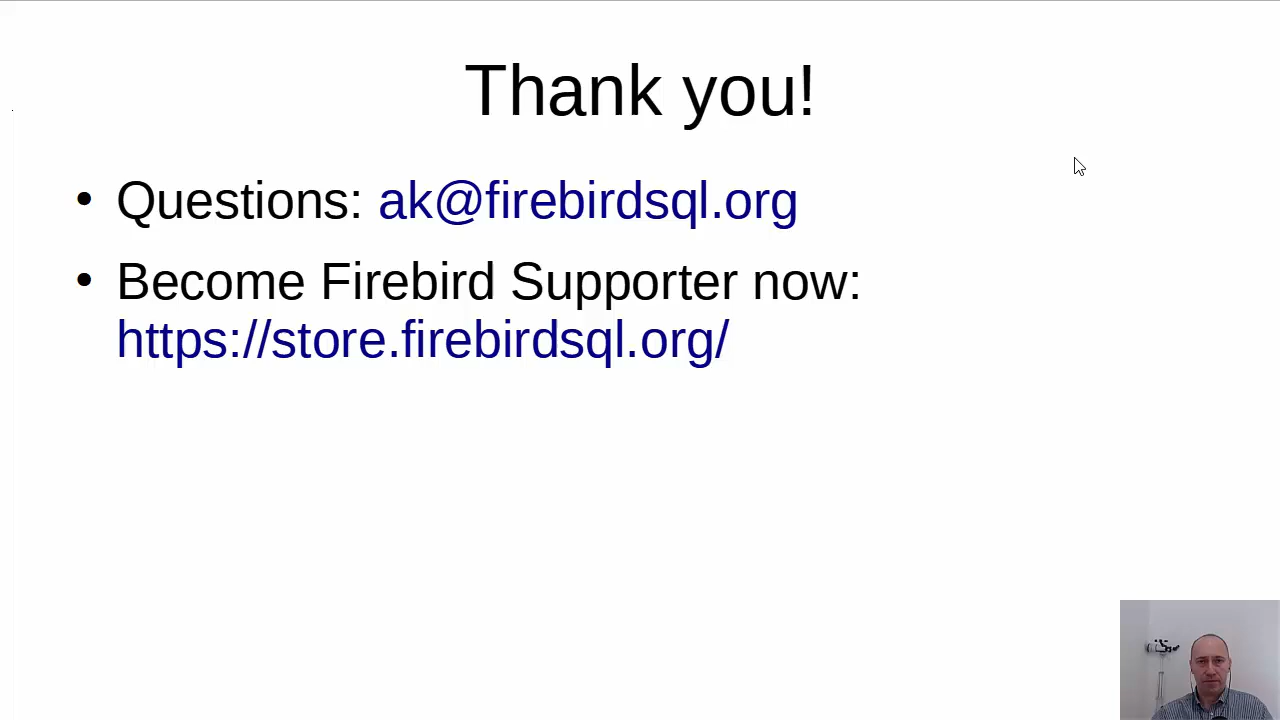 Thank you!
• Questions: ak@firebirdsql.org
• Become Firebird Supporter now:
https://store.firebirdsql.org/